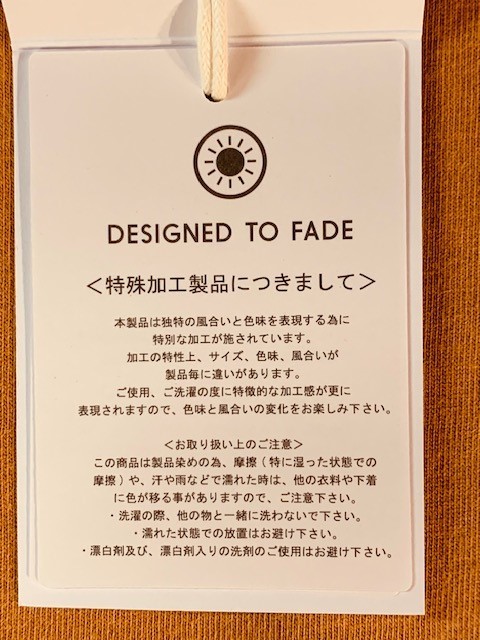 DESIGNED TO FADE
＜特殊加工製品につきまして＞
本製品は独特の風合いと色味を表現する為に
特別な加工が施されています。
加工の特性上、サイズ、色味、風合いが
製品毎に違いがあります。
ご使用、ご洗濯の度に特徴的な加工感が更に
表現されますので、色味と風合いの変化をお楽しみ下さい。
＜お取り扱い上のご注意＞
この商品は製品染めの為、摩擦 ( 特に湿った状態での
摩擦 ) や、汗や雨などで濡れた時は、他の衣料や下着
に色が移る事がありますので、ご注意下さい。
・洗濯の際、他の物と一緒に洗わないで下さい。
・濡れた状態での放置はお避け下さい。
・漂白剤及び、漂白剤入りの洗剤のご使用はお避け下さい。